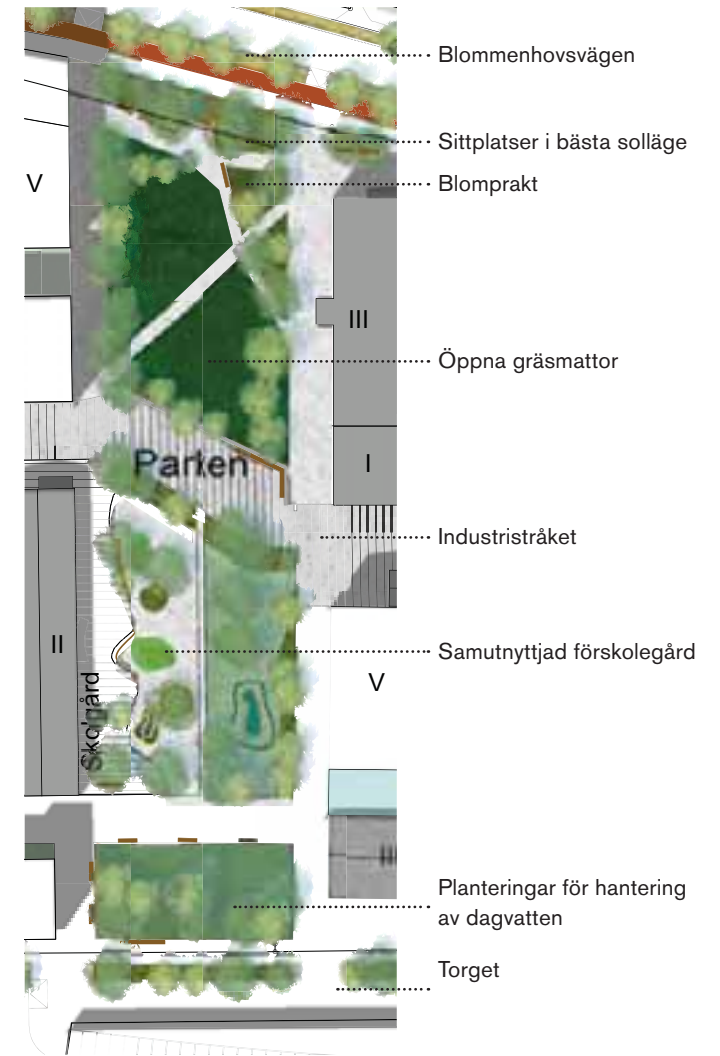 Blommenhovsvägen
Sittplatser i bästa solläge
V
Blomprakt
III
Öppna gräsmattor
I
Parken
I
Industristråket
II
Samutnyttjad förskolegård
V
Skolgård
Planteringar för hantering
av dagvatten
Torget